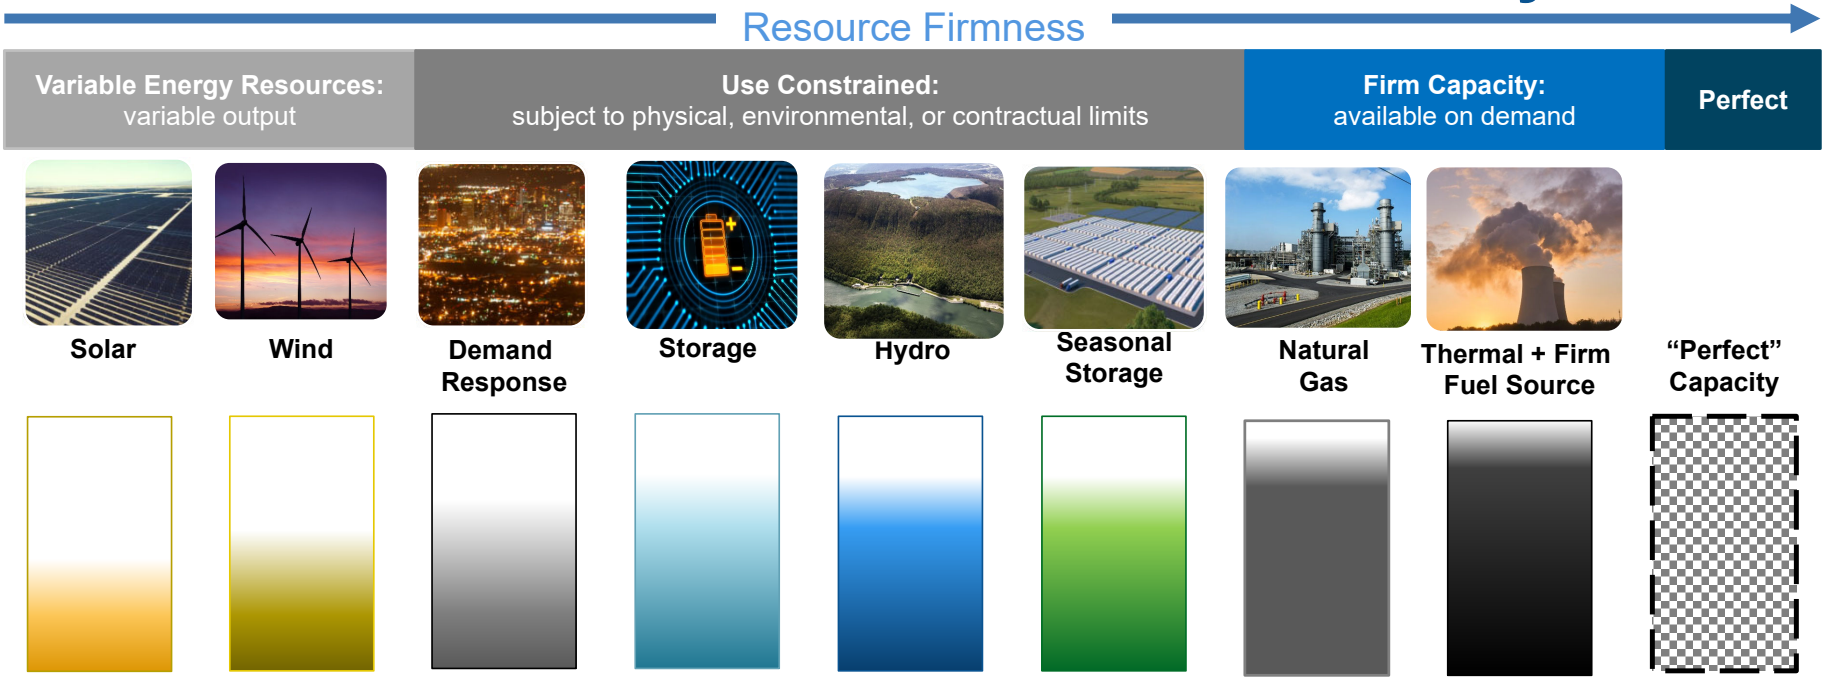 Resource Firmness
Variable Energy Resources:
variable output
Use Constrained:
subject to physical, environmental, or contractual limits
Firm Capacity:
available on demand
Perfect
Solar
Wind
Demand
Response
Storage
Hydro
Seasonal
Storage
Natural
Gas
Thermal + Firm
Fuel Source
“Perfect”
Capacity